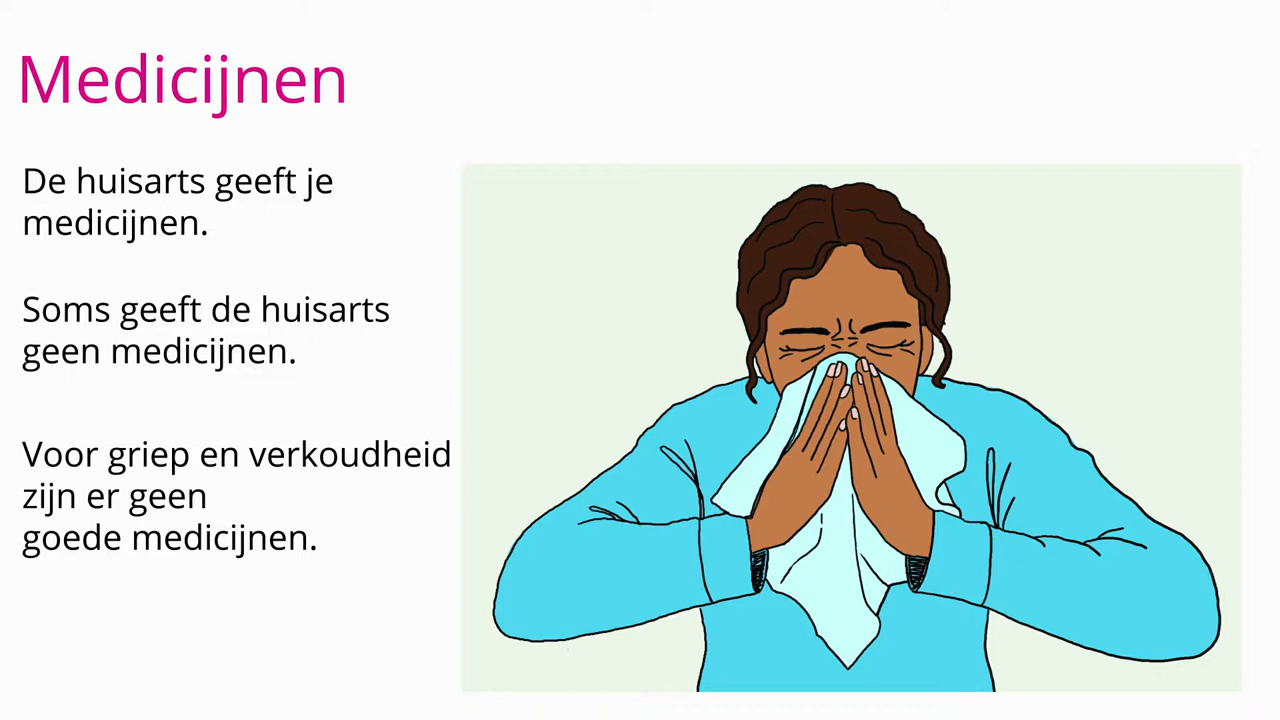 Medicijnen
De huisarts geeft je
medicijnen.
Soms geeft de huisarts
geen medicijnen.
Voor griep en verkoudheid
zijn er geen
goede medicijnen.